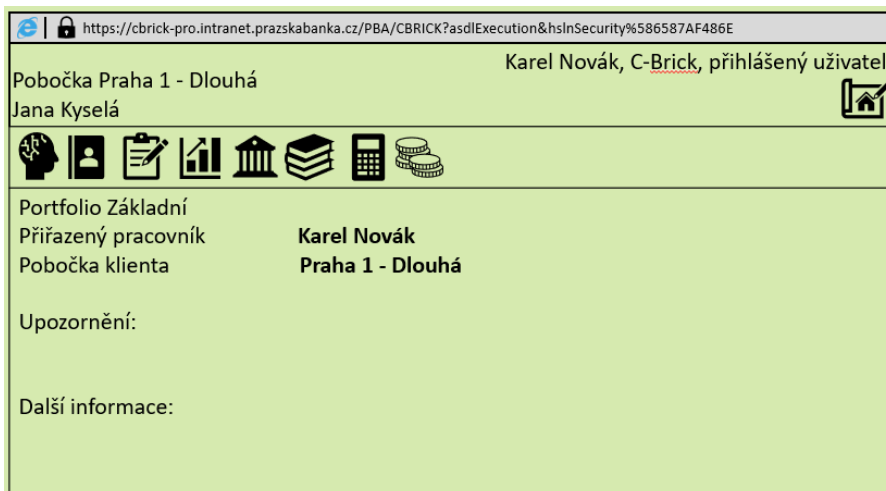 https://cbrick-pro.intranet.prazskabanka.cz/PBA/CBRICK?asdlExecution&hslnSecurity%586587AF486E
Karel Novák, C-Brick, přihlášený uživatel
Pobočka Praha 1 - Dlouhá
Jana Kyselá
Portfolio Základní
Přiřazený pracovník Karel Novák
Pobočka klienta Praha 1 - Dlouhá
Upozornění:
Další informace: